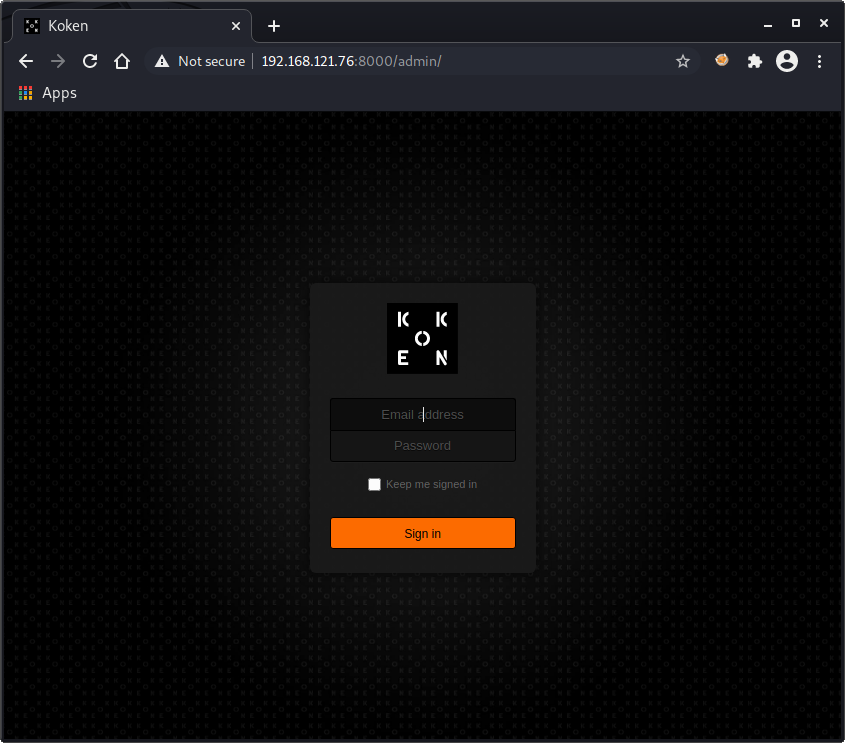 Koken
Not secure 192.168.121.76:8000/admin/
Apps
K K
O
E N
Email address
Password
Keep me signed in
Sign in